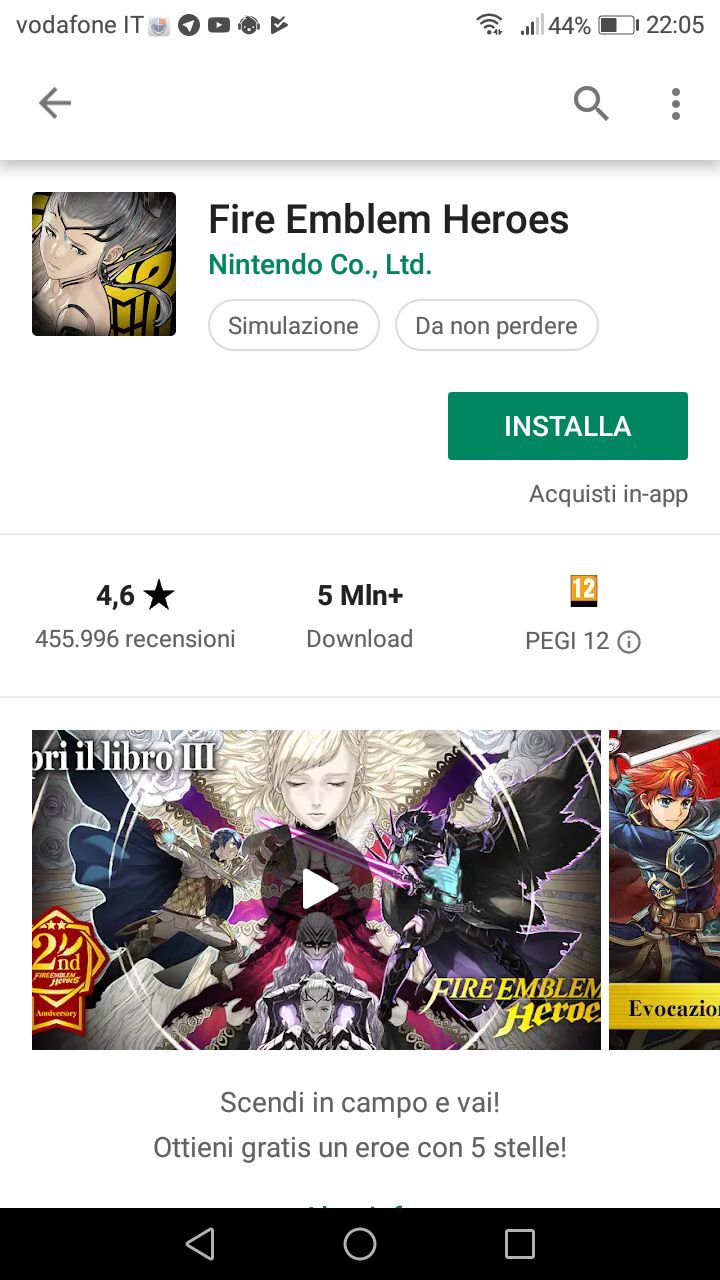 vodafone IT 44% 22:05
Fire Emblem Heroes
Nintendo Co., Ltd.
Simulazione Da non perdere
INSTALLA
Acquisti in-app
4,6 ★ 5 Mln+ 12
455.996 recensioni Download PEGI 12
pri il libro III
2nd
FIRE EMBLEM
Heroes
Anniversary
FIRE EMBLEM
Heroes
Evocazio
Scendi in campo e vai!
Ottieni gratis un eroe con 5 stelle!